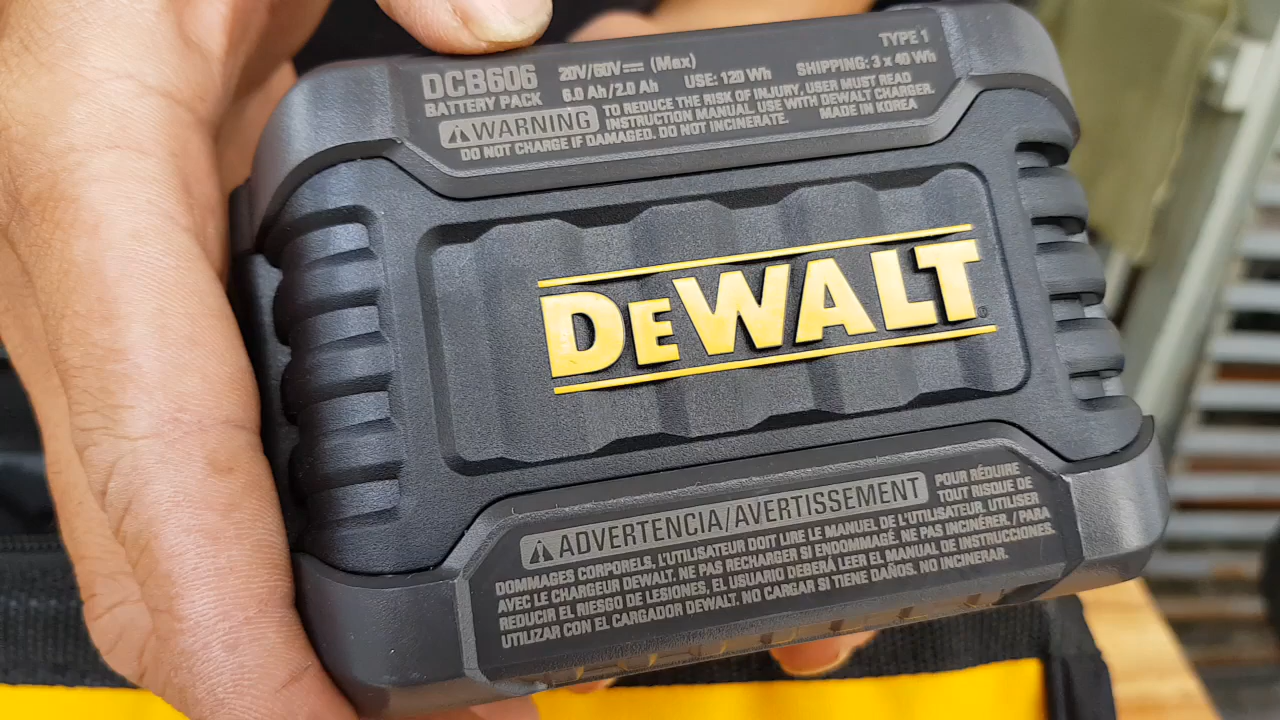 TYPE 1
DCB606 20V/60V⎓ (Max)
BATTERY PACK 6.0 Ah/2.0 Ah USE: 120 Wh SHIPPING: 3 x 40 Wh
WARNING TO REDUCE THE RISK OF INJURY, USER MUST READ
INSTRUCTION MANUAL. USE WITH DEWALT CHARGER.
DO NOT CHARGE IF DAMAGED. DO NOT INCINERATE. MADE IN KOREA
DEWALT®
ADVERTENCIA/AVERTISSEMENT POUR RÉDUIRE
TOUT RISQUE DE
DOMMAGES CORPORELS, L'UTILISATEUR DOIT LIRE LE MANUEL DE L'UTILISATEUR. UTILISER
AVEC LE CHARGEUR DEWALT. NE PAS RECHARGER SI ENDOMMAGÉ. NE PAS INCINÉRER. / PARA
REDUCIR EL RIESGO DE LESIONES, EL USUARIO DEBERÁ LEER EL MANUAL DE INSTRUCCIONES.
UTILIZAR CON EL CARGADOR DEWALT. NO CARGAR SI TIENE DAÑOS. NO INCINERAR.